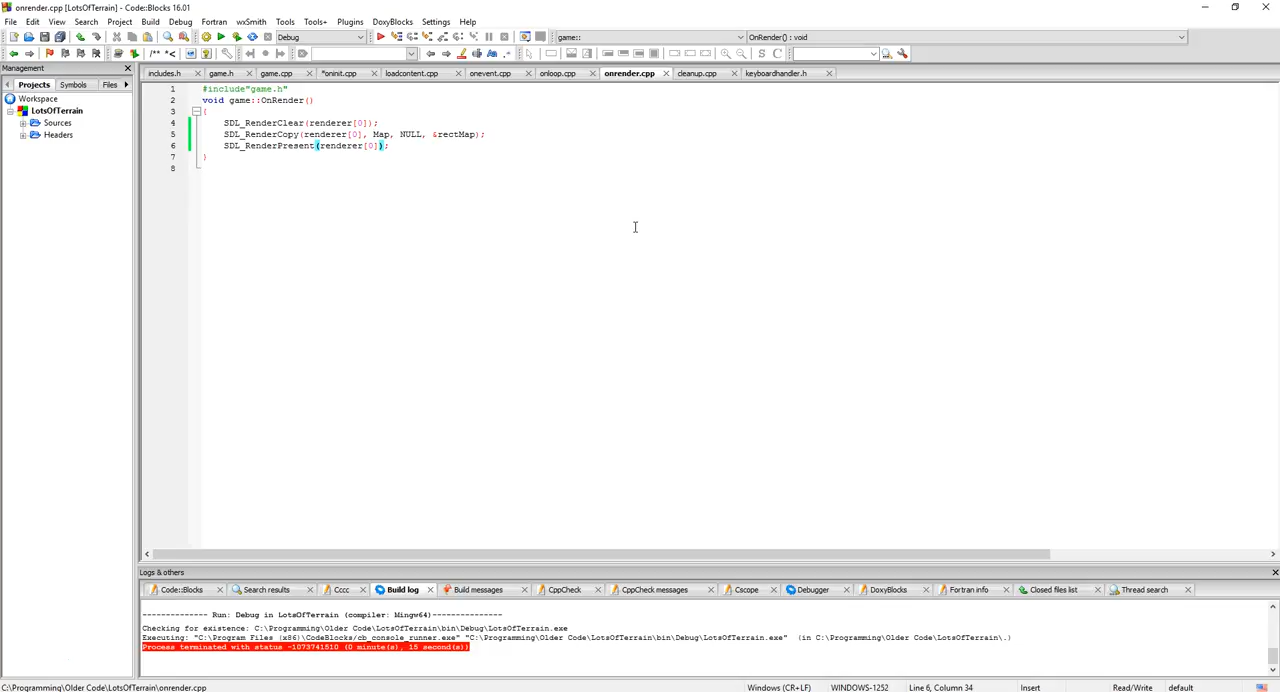 onrender.cpp [LotsOfTerrain] - Code::Blocks 16.01
File Edit View Search Project Build Debug Fortran wxSmith Tools Tools+ Plugins DoxyBlocks Settings Help
Debug game:: OnRender() : void
/** *< S C
Management
Projects Symbols Files
includes.h game.h game.cpp *oninit.cpp loadcontent.cpp onevent.cpp onloop.cpp onrender.cpp cleanup.cpp keyboardhandler.h
Workspace
LotsOfTerrain
Sources
Headers
1 #include"game.h"
2 void game::OnRender()
3 {
4 SDL_RenderClear(renderer[0]);
5 SDL_RenderCopy(renderer[0], Map, NULL, &rectMap);
6 SDL_RenderPresent(renderer[0]);
7 }
8
Logs & others
Code::Blocks Search results Cccc Build log Build messages CppCheck CppCheck messages Cscope Debugger DoxyBlocks Fortran info Closed files list Thread search
-------------- Run: Debug in LotsOfTerrain (compiler: Mingw64)---------------
Checking for existence: C:\Programming\Older Code\LotsOfTerrain\bin\Debug\LotsOfTerrain.exe
Executing: "C:\Program Files (x86)\CodeBlocks/cb_console_runner.exe" "C:\Programming\Older Code\LotsOfTerrain\bin\Debug\LotsOfTerrain.exe" (in C:\Programming\Older Code\LotsOfTerrain\.)
Process terminated with status -1073741510 (0 minute(s), 15 second(s))
C:\Programming\Older Code\LotsOfTerrain\onrender.cpp Windows (CR+LF) WINDOWS-1252 Line 6, Column 34 Insert Read/Write default